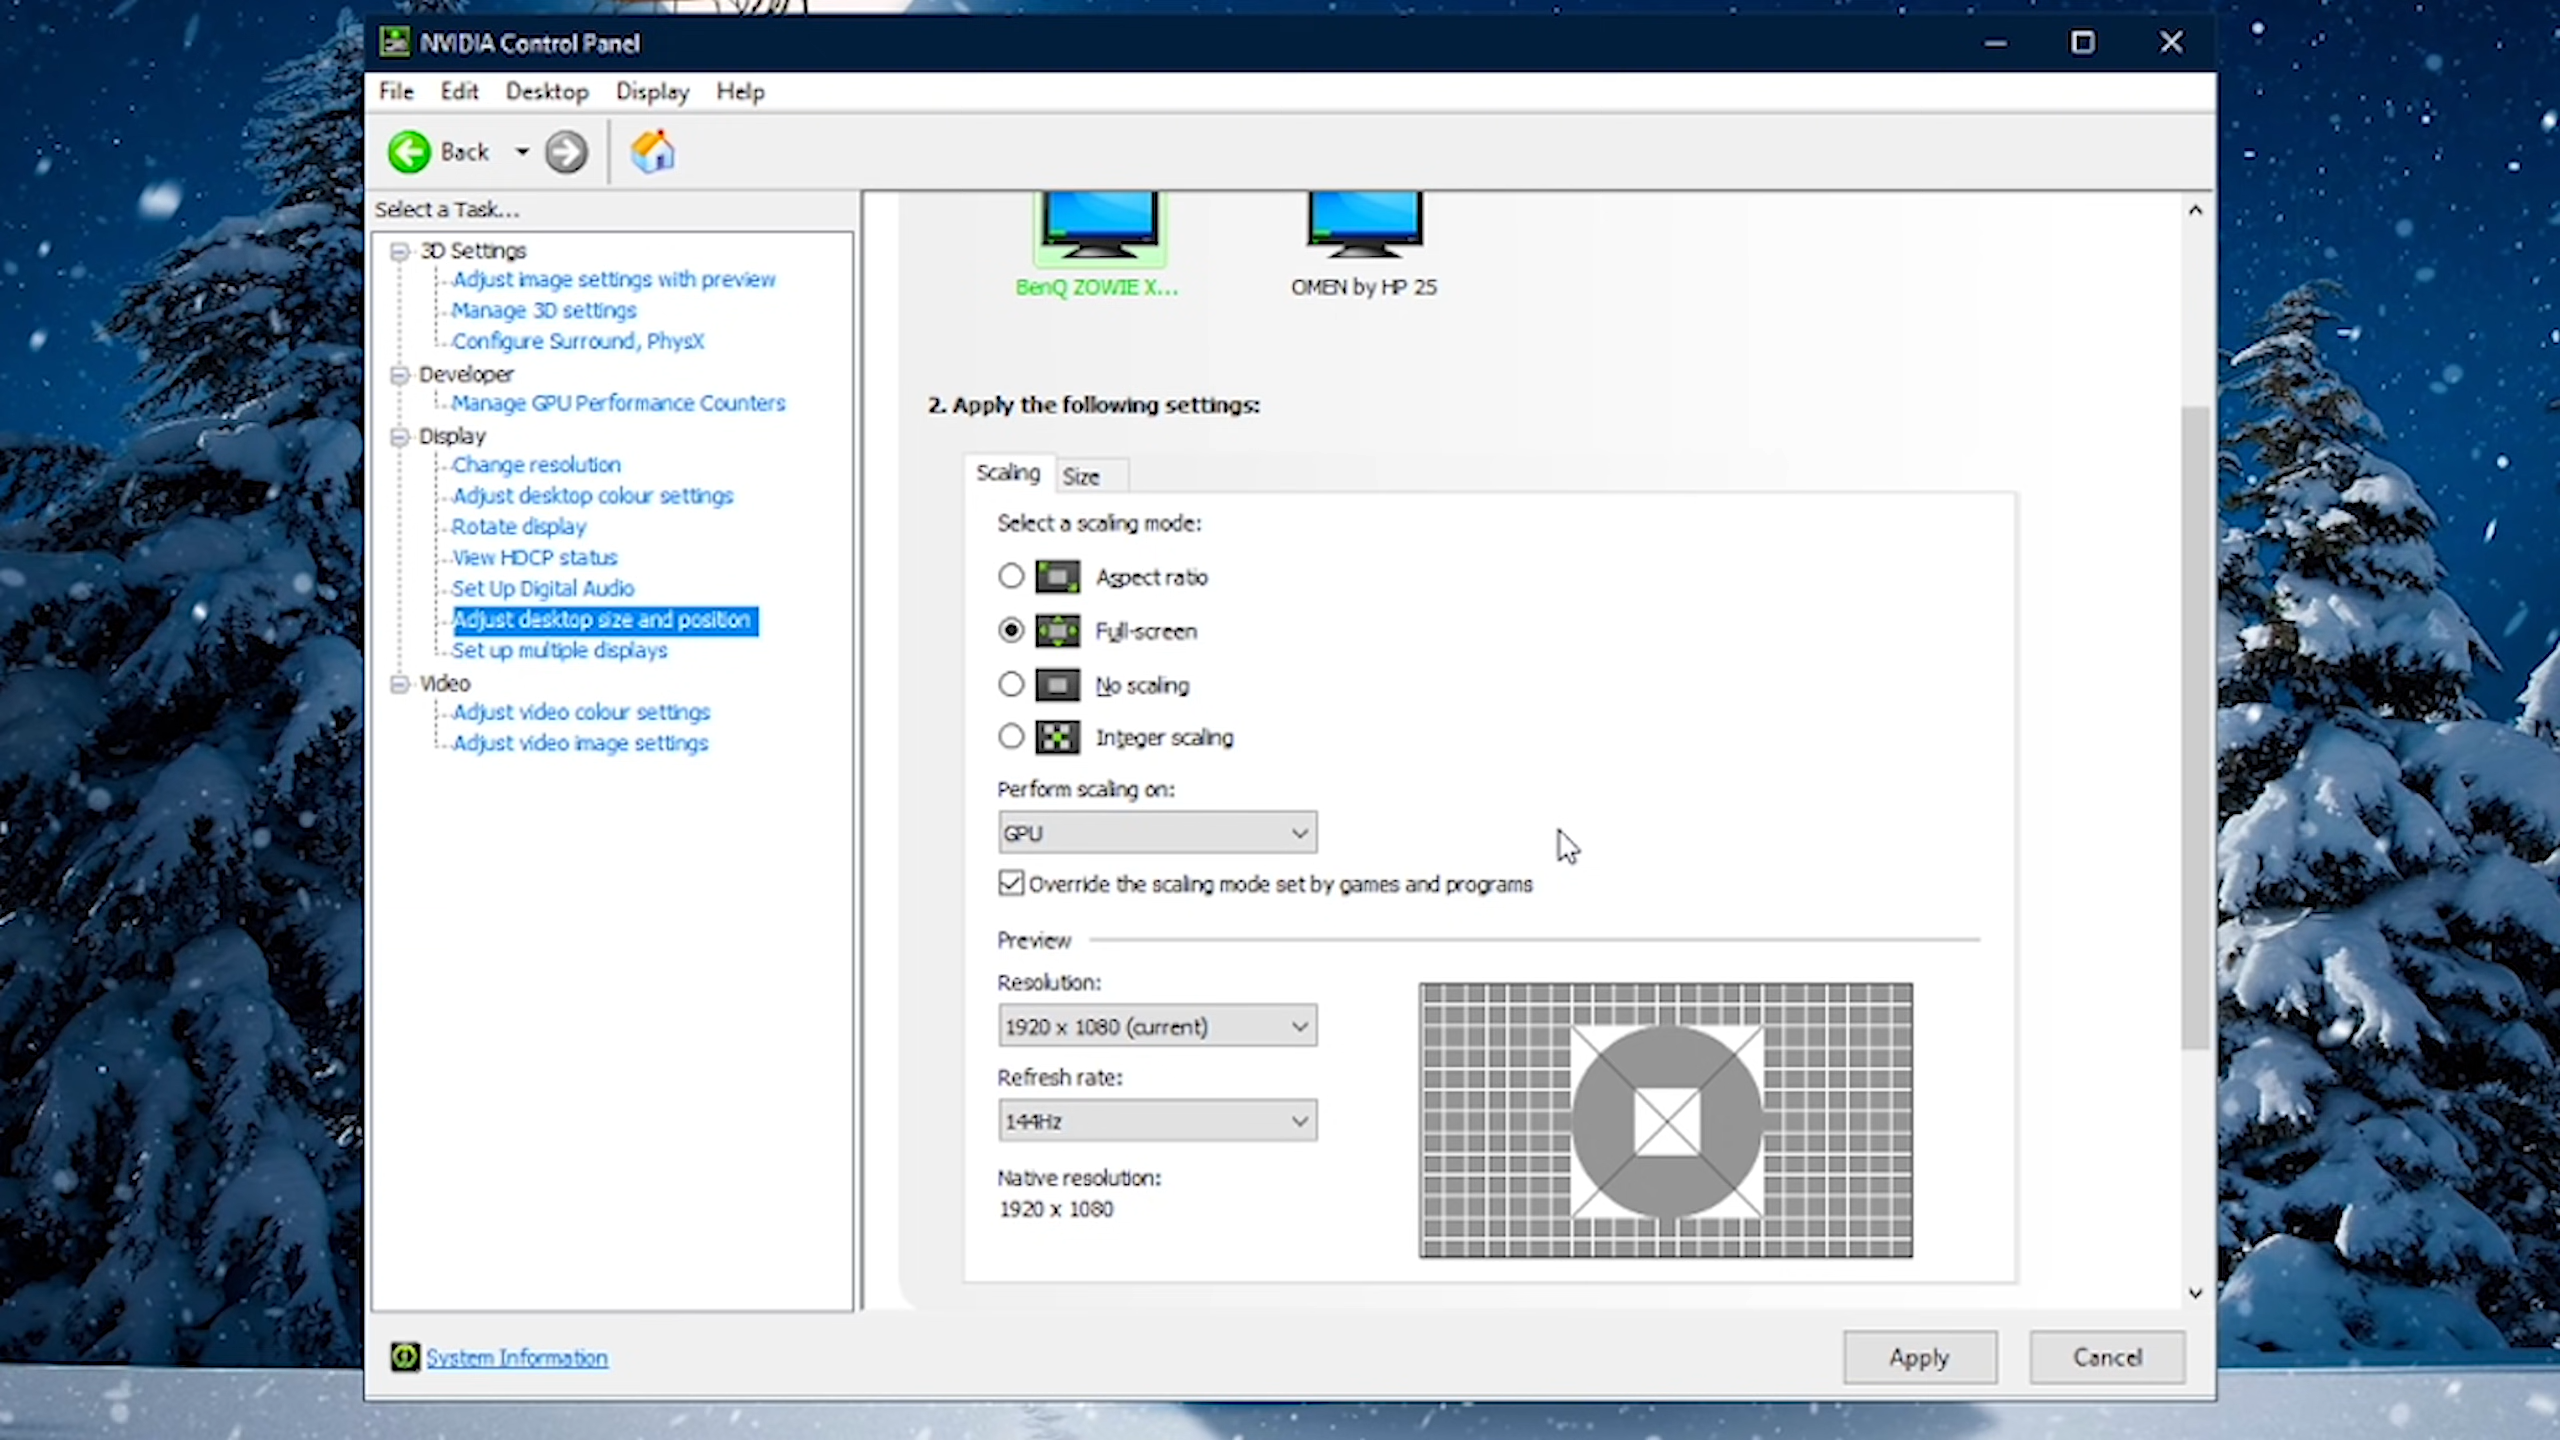 NVIDIA Control Panel
File Edit Desktop Display Help
Back
Select a Task...
3D Settings
Adjust image settings with preview
Manage 3D settings
Configure Surround, PhysX
Developer
Manage GPU Performance Counters
Display
Change resolution
Adjust desktop colour settings
Rotate display
View HDCP status
Set Up Digital Audio
Adjust desktop size and position
Set up multiple displays
Video
Adjust video colour settings
Adjust video image settings
System Information
BenQ ZOWIE X...
OMEN by HP 25
2. Apply the following settings:
Scaling Size
Select a scaling mode:
Aspect ratio
Full-screen
No scaling
Integer scaling
Perform scaling on:
GPU
Override the scaling mode set by games and programs
Preview
Resolution:
1920 x 1080 (current)
Refresh rate:
144Hz
Native resolution:
1920 x 1080
Apply Cancel